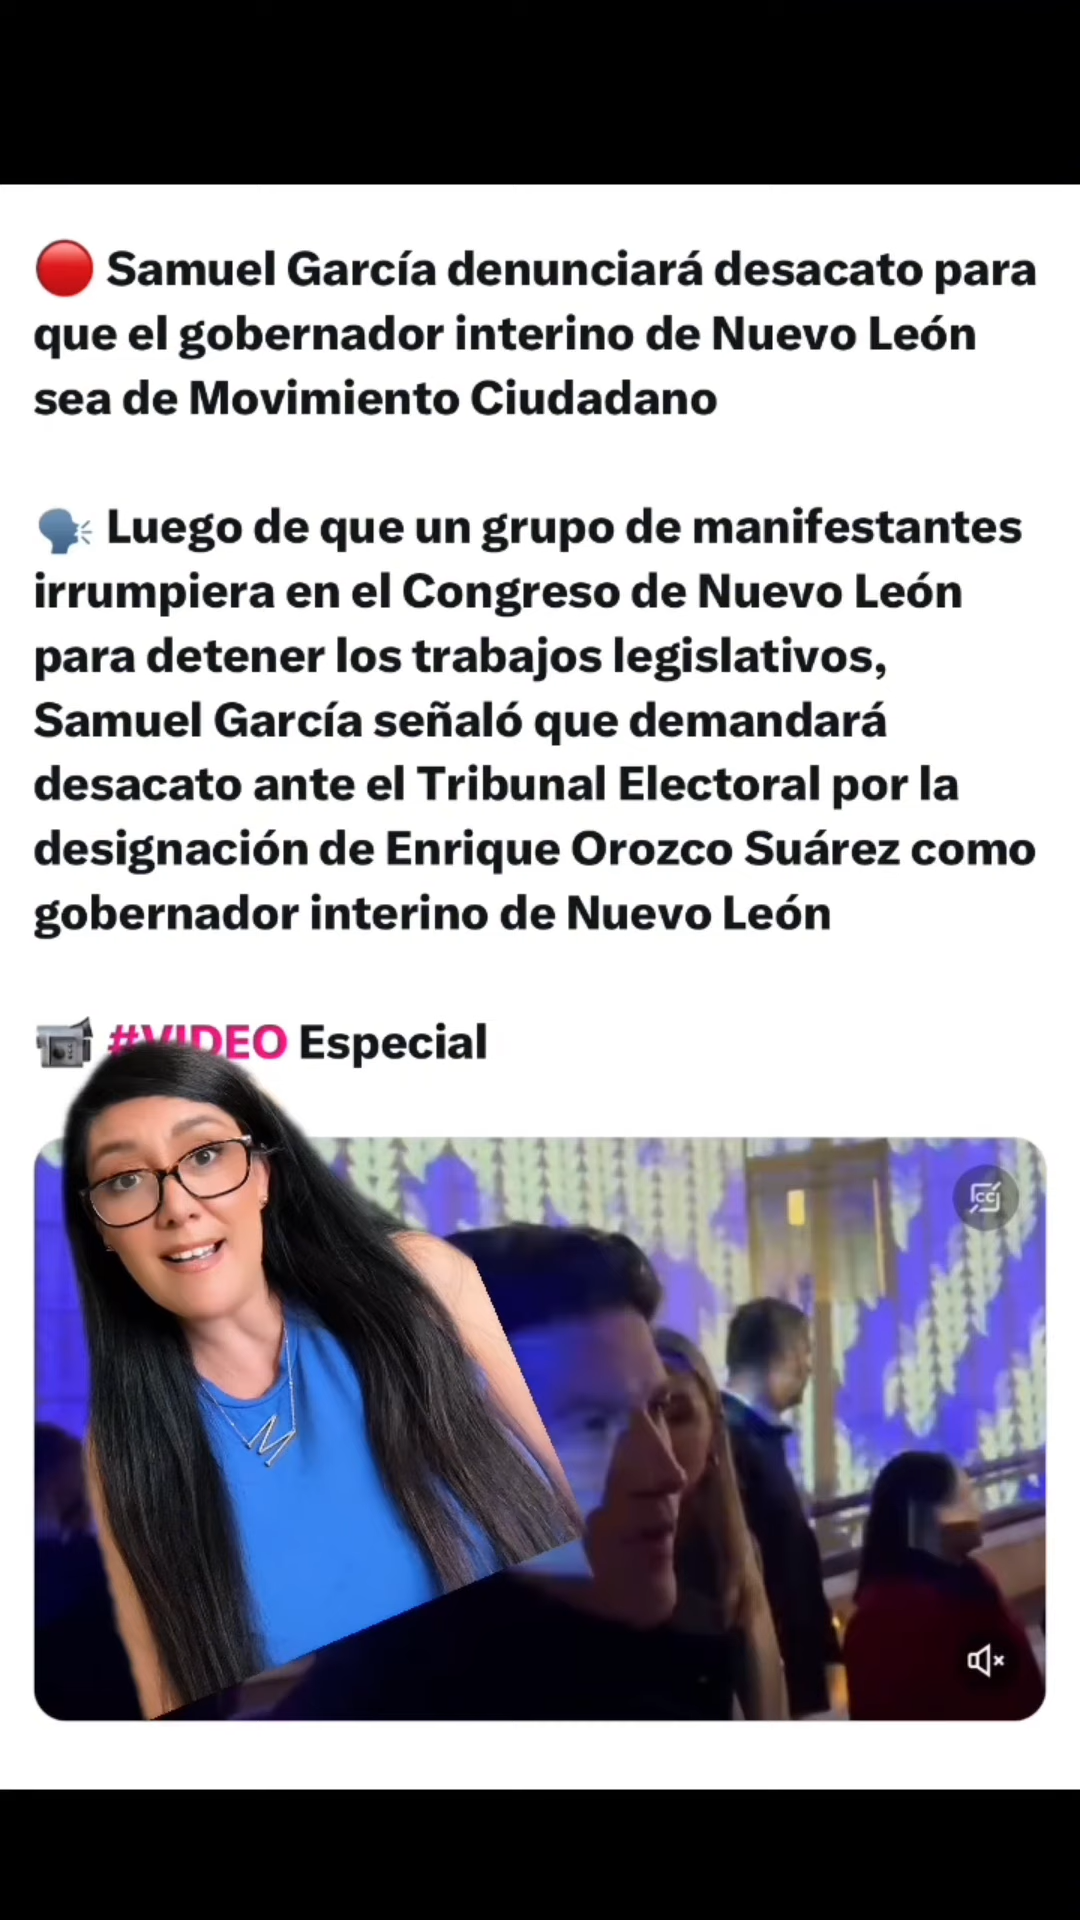 Samuel García denunciará desacato para
que el gobernador interino de Nuevo León
sea de Movimiento Ciudadano
Luego de que un grupo de manifestantes
irrumpiera en el Congreso de Nuevo León
para detener los trabajos legislativos,
Samuel García señaló que demandará
desacato ante el Tribunal Electoral por la
designación de Enrique Orozco Suárez como
gobernador interino de Nuevo León
#VIDEO Especial
CC
M